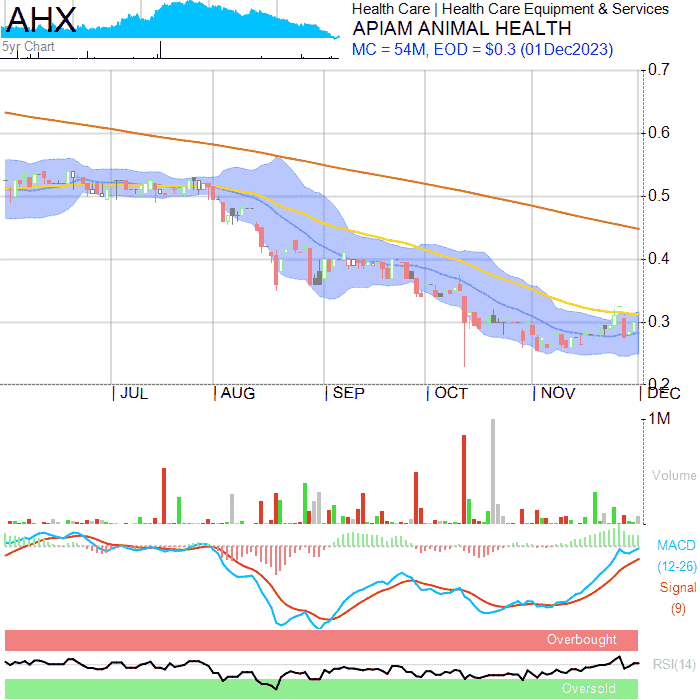 AHX
5yr Chart
Health Care | Health Care Equipment & Services
APIAM ANIMAL HEALTH
MC = 54M, EOD = $0.3 (01Dec2023)
0.7
0.6
0.5
0.4
0.3
0.2
JUL
AUG
SEP
OCT
NOV
DEC
1M
Volume
MACD
(12-26)
Signal
(9)
Overbought
RSI(14)
Oversold